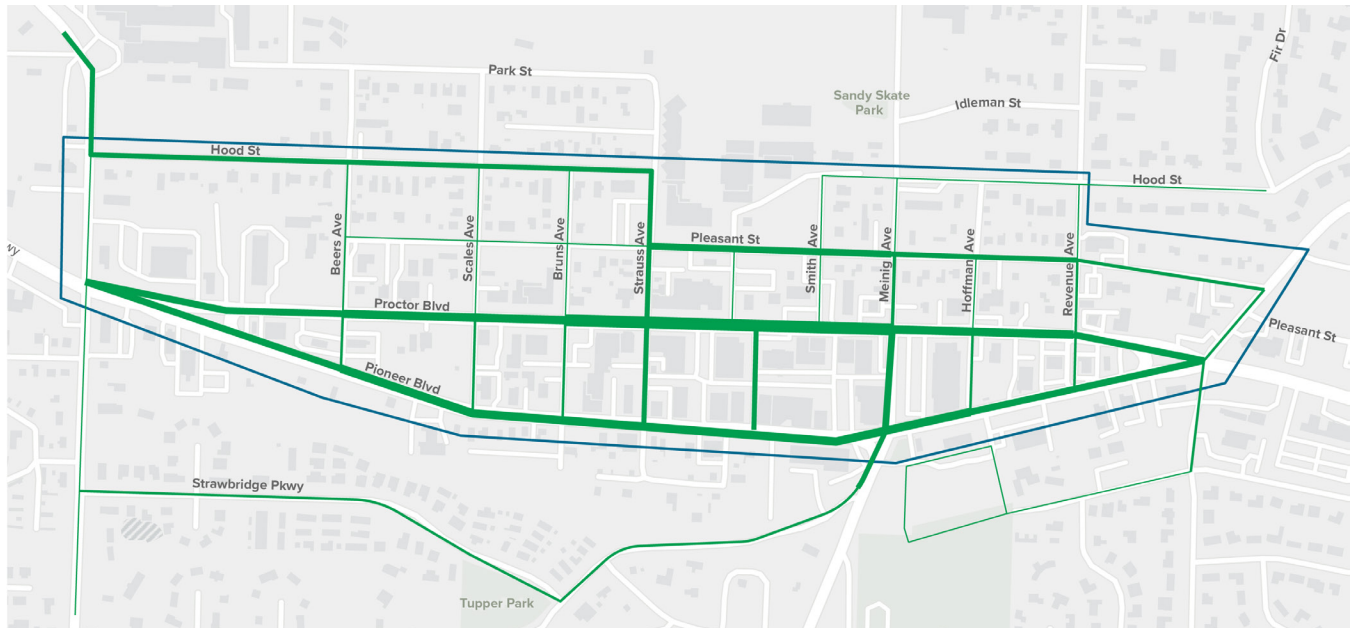 Fir Dr
Park St
Sandy Skate
Park
Idleman St
Hood St
Hood St
Beers Ave
Scales Ave
Bruns Ave
Strauss Ave
Pleasant St
Smith Ave
Meinig Ave
Hoffman Ave
Revenue Ave
wy
Proctor Blvd
Pleasant St
Pioneer Blvd
Strawbridge Pkwy
Tupper Park